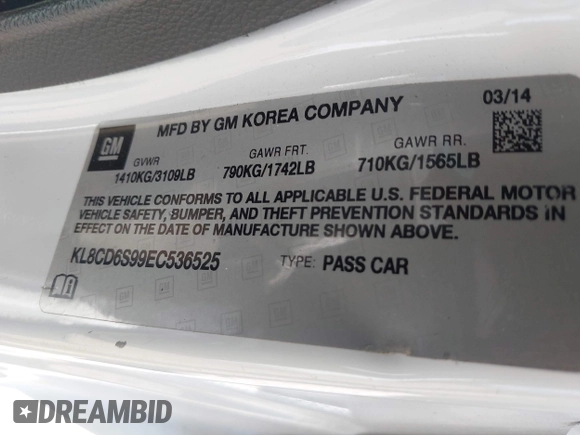 MFD BY GM KOREA COMPANY
03/14
GM
GVWR
1410KG/3109LB
GAWR FRT.
790KG/1742LB
GAWR RR.
710KG/1565LB
THIS VEHICLE CONFORMS TO ALL APPLICABLE U.S. FEDERAL MOTOR
VEHICLE SAFETY, BUMPER, AND THEFT PREVENTION STANDARDS IN
EFFECT ON THE DATE OF MANUFACTURE SHOWN ABOVE.
KL8CD6S99EC536525
TYPE: PASS CAR
DREAMBID